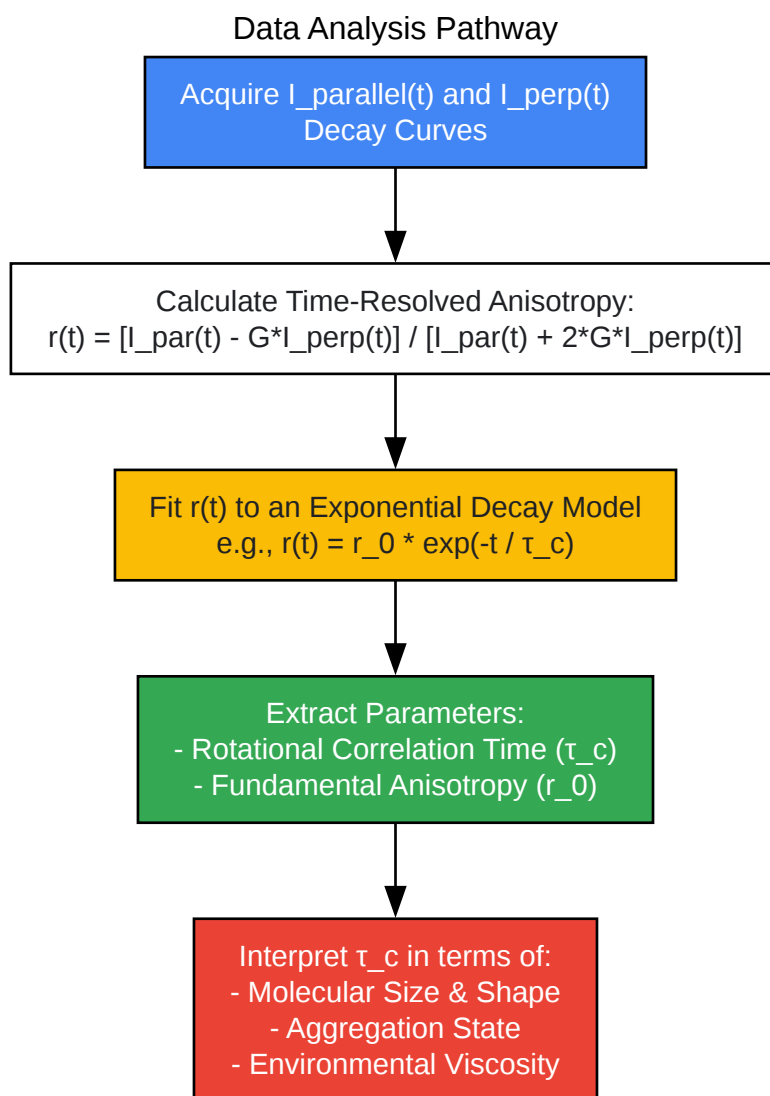 Data Analysis Pathway
Acquire I_parallel(t) and I_perp(t)
Decay Curves
Calculate Time-Resolved Anisotropy:
r(t) = [I_par(t) - G*I_perp(t)] / [I_par(t) + 2*G*I_perp(t)]
Fit r(t) to an Exponential Decay Model
e.g., r(t) = r_0 * exp(-t / τ_c)
Extract Parameters:
- Rotational Correlation Time (τ_c)
- Fundamental Anisotropy (r_0)
Interpret τ_c in terms of:
- Molecular Size & Shape
- Aggregation State
- Environmental Viscosity